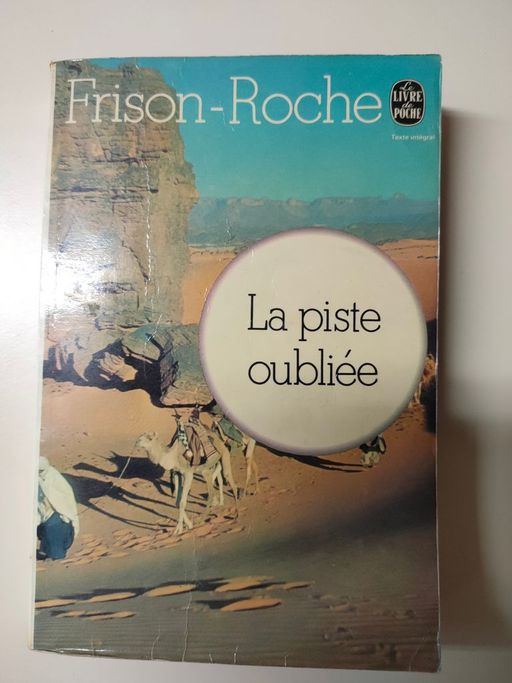 Frison-Roche
Le
LIVRE
de
POCHE
Texte intégral
La piste
oubliée